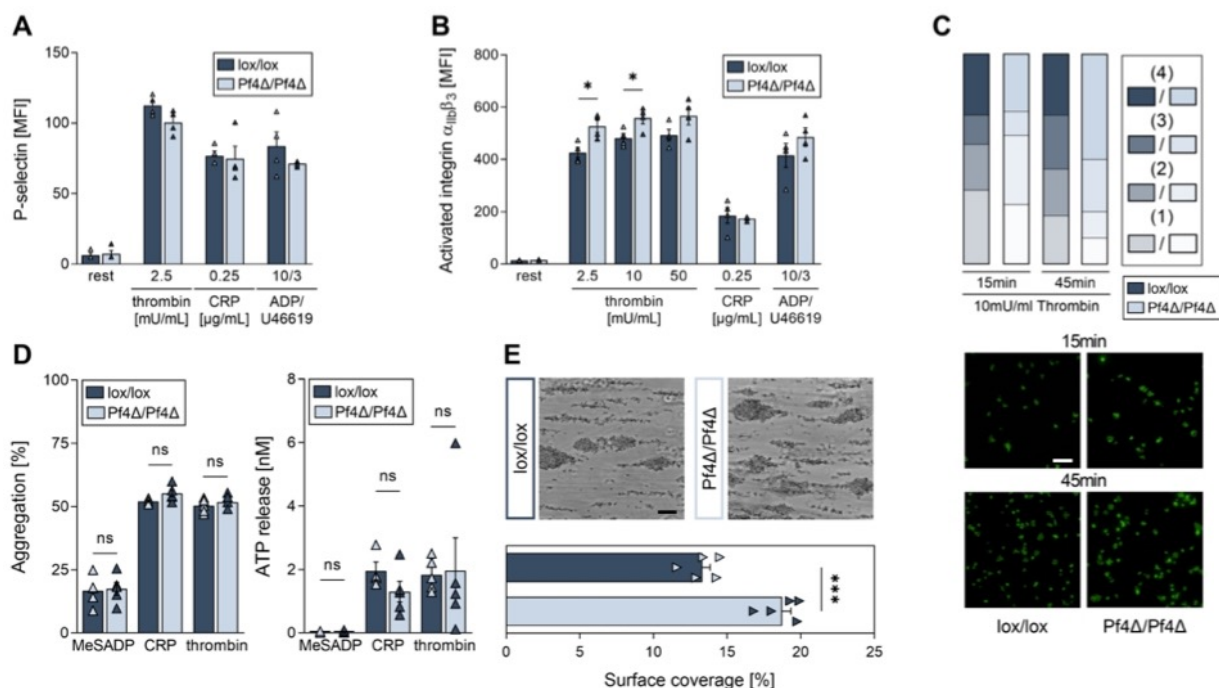 A
P-selectin [MFI]
150
100
50
0
lox/lox
Pf4Δ/Pf4Δ
rest
2.5
0.25
10/3
thrombin
[mU/mL]
CRP
[µg/mL]
ADP/
U46619
B
Activated integrin αIIbβ3 [MFI]
800
600
400
200
0
lox/lox
Pf4Δ/Pf4Δ
*
*
rest
2.5
10
50
0.25
10/3
thrombin
[mU/mL]
CRP
[µg/mL]
ADP/
U46619
C
(4)
/
(3)
/
(2)
/
(1)
/
15min
45min
10mU/ml Thrombin
lox/lox
Pf4Δ/Pf4Δ
15min
45min
lox/lox
Pf4Δ/Pf4Δ
D
Aggregation [%]
100
75
50
25
0
lox/lox
Pf4Δ/Pf4Δ
ns
ns
ns
MeSADP
CRP
thrombin
ATP release [nM]
8
6
4
2
0
lox/lox
Pf4Δ/Pf4Δ
ns
ns
ns
MeSADP
CRP
thrombin
E
lox/lox
Pf4Δ/Pf4Δ
***
0
5
10
15
20
25
Surface coverage [%]